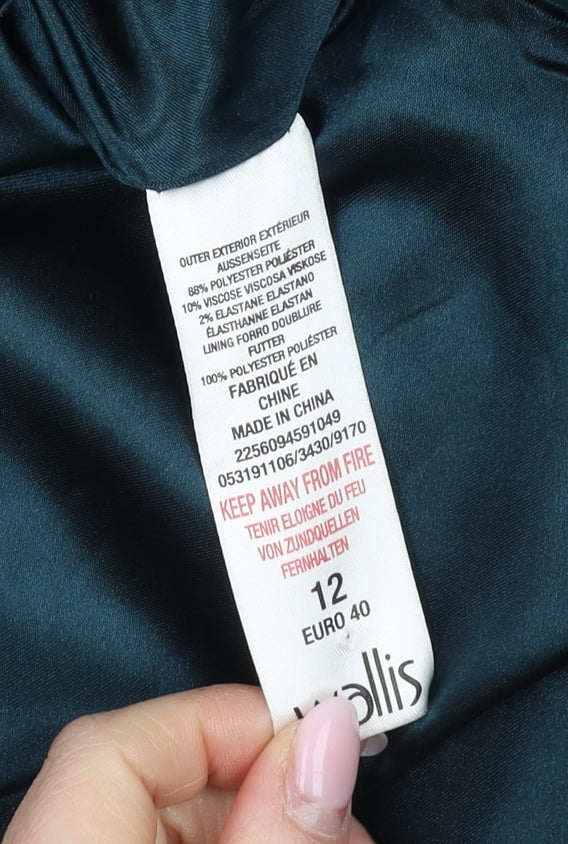 OUTER EXTERIOR EXTÉRIEUR
AUSSENSEITE
88% POLYESTER POLIÉSTER
10% VISCOSE VISCOSA VISKOSE
2% ELASTANE ELASTANO
ÉLASTHANNE ELASTAN
LINING FORRO DOUBLURE
FUTTER
100% POLYESTER POLIÉSTER
FABRIQUÉ EN
CHINE
MADE IN CHINA
2256094591049
053191106/3430/9170
KEEP AWAY FROM FIRE
TENIR ELOIGNE DU FEU
VON ZUNDQUELLEN
FERNHALTEN
12
EURO 40
wallis